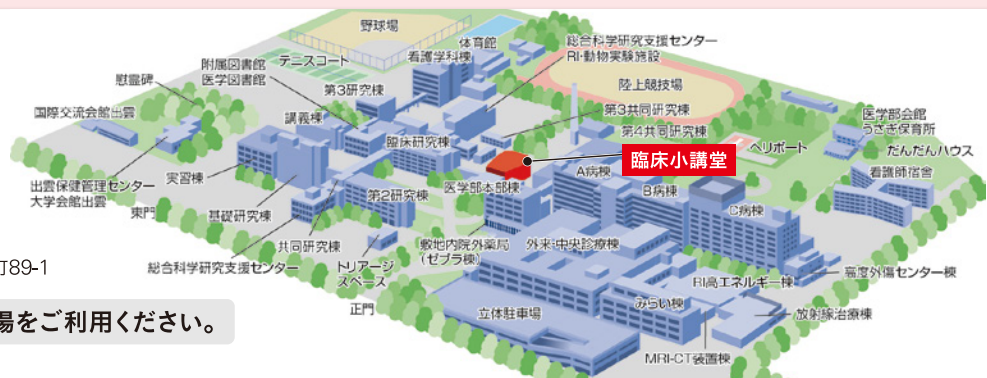 野球場
体育館
総合科学研究支援センター
RI・動物実験施設
テニスコート
看護学科棟
附属図書館
医学図書館
慰霊碑
第3研究棟
陸上競技場
国際交流会館出雲
講義棟
第3共同研究棟
医学部会館
うさぎ保育所
臨床研究棟
第4共同研究棟
ヘリポート
だんだんハウス
臨床小講堂
A病棟
看護師宿舎
出雲保健管理センター
大学会館出雲
実習棟
第2研究棟
医学部本部棟
B病棟
C病棟
東門
基礎研究棟
共同研究棟
敷地内院外薬局
(ゼブラ棟)
外来・中央診療棟
町89-1
総合科学研究支援センター
トリアージ
スペース
高度外傷センター棟
RI高エネルギー棟
正門
立体駐車場
みらい棟
放射線治療棟
場をご利用ください。
MRI-CT装置棟